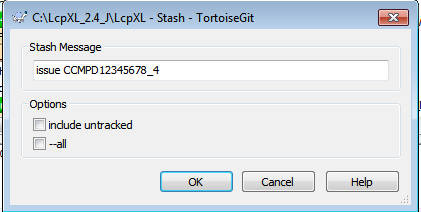 C:\LcpXL_2.4_J\LcpXL - Stash - TortoiseGit
Stash Message
issue CCMPD12345678_4
Options
include untracked
--all
OK Cancel Help